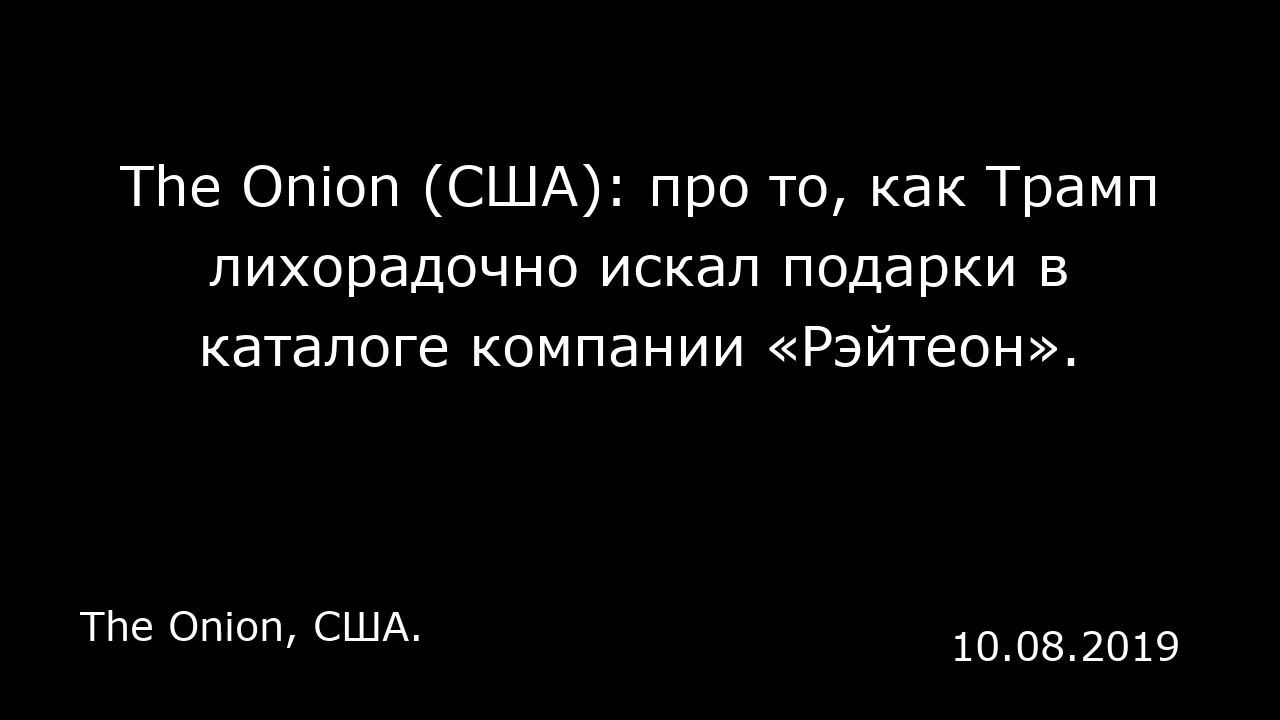 The Onion (США): про то, как Трамп
лихорадочно искал подарки в
каталоге компании «Рэйтеон».
The Onion, США.
10.08.2019